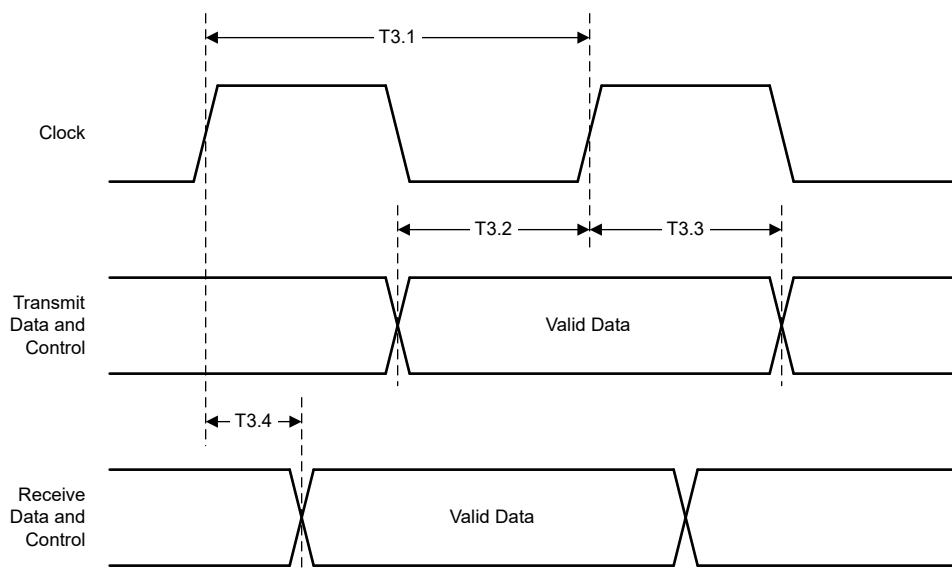 T3.1
Clock
T3.2
T3.3
Transmit
Data and
Control
Valid Data
T3.4
Receive
Data and
Control
Valid Data